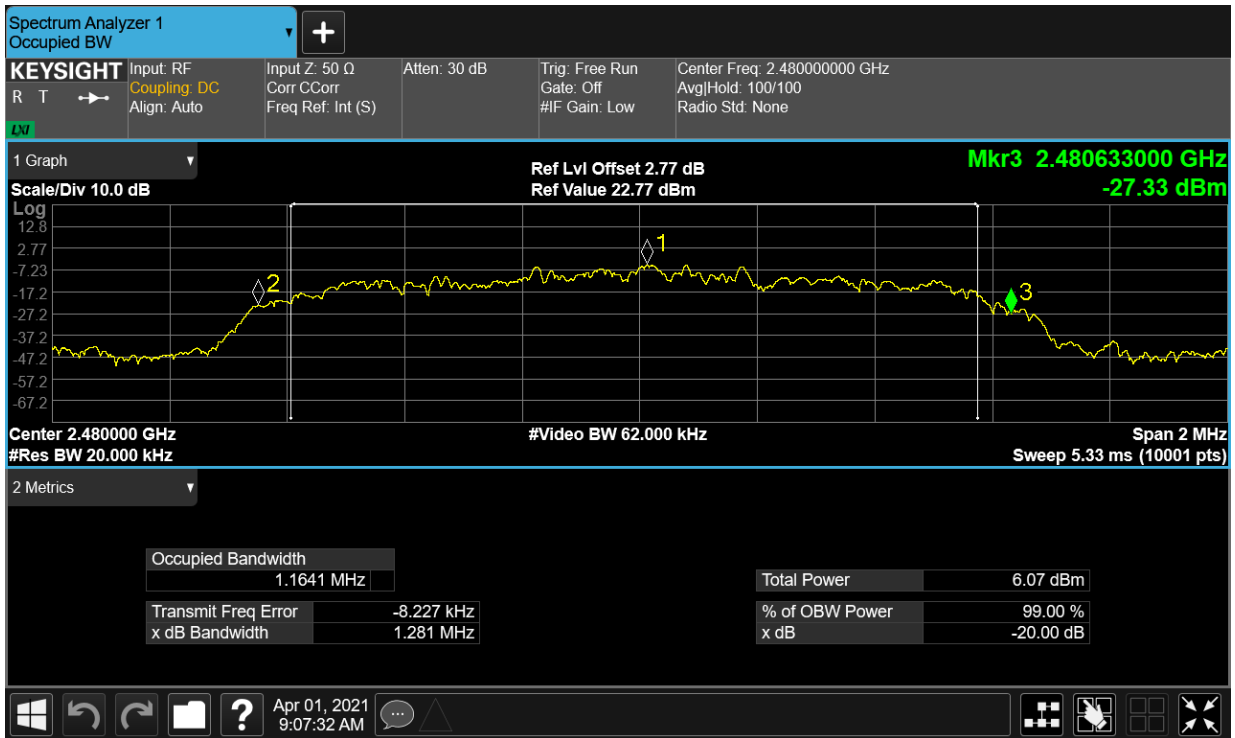 Spectrum Analyzer 1
Occupied BW
KEYSIGHT
R T
LXI
Input: RF
Coupling: DC
Align: Auto
Input Z: 50 Ω
Corr CCorr
Freq Ref: Int (S)
Atten: 30 dB
Trig: Free Run
Gate: Off
#IF Gain: Low
Center Freq: 2.480000000 GHz
Avg|Hold: 100/100
Radio Std: None
1 Graph
Scale/Div 10.0 dB
Ref Lvl Offset 2.77 dB
Ref Value 22.77 dBm
Mkr3 2.480633000 GHz
-27.33 dBm
Log
12.8
2.77
-7.23
-17.2
-27.2
-37.2
-47.2
-57.2
-67.2
1
2
3
Center 2.480000 GHz
#Video BW 62.000 kHz
Span 2 MHz
#Res BW 20.000 kHz
Sweep 5.33 ms (10001 pts)
2 Metrics
Occupied Bandwidth
1.1641 MHz
Transmit Freq Error -8.227 kHz
x dB Bandwidth 1.281 MHz
Total Power 6.07 dBm
% of OBW Power 99.00 %
x dB -20.00 dB
?
Apr 01, 2021
9:07:32 AM